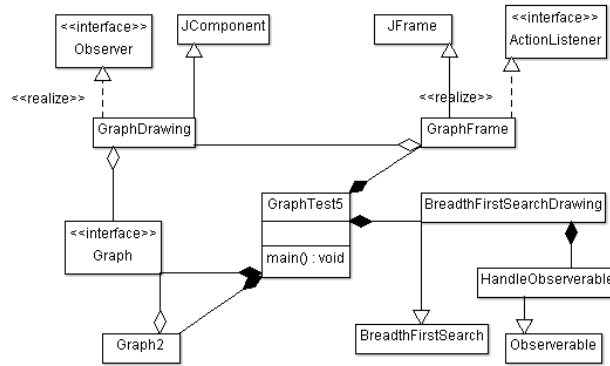 <<interface>>
Observer
JComponent
JFrame
<<interface>>
ActionListener
<<realize>>
<<realize>>
GraphDrawing
GraphFrame
GraphTest5
main() : void
BreadthFirstSearchDrawing
<<interface>>
Graph
HandleObserverable
Graph2
BreadthFirstSearch
Observerable